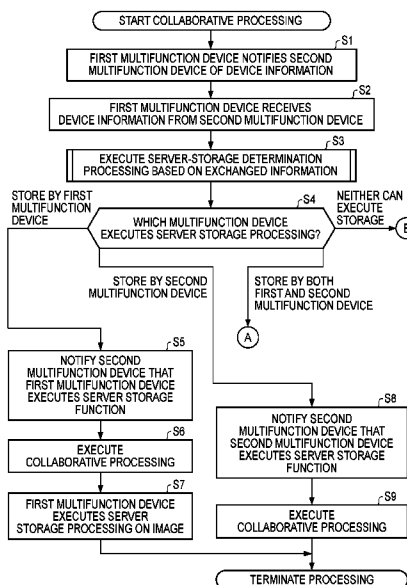 START COLLABORATIVE PROCESSING
S1
FIRST MULTIFUNCTION DEVICE NOTIFIES SECOND
MULTIFUNCTION DEVICE OF DEVICE INFORMATION
S2
FIRST MULTIFUNCTION DEVICE RECEIVES
DEVICE INFORMATION FROM SECOND MULTIFUNCTION DEVICE
S3
EXECUTE SERVER-STORAGE DETERMINATION
PROCESSING BASED ON EXCHANGED INFORMATION
S4
STORE BY FIRST
MULTIFUNCTION
DEVICE
WHICH MULTIFUNCTION DEVICE
EXECUTES SERVER STORAGE PROCESSING?
NEITHER CAN
EXECUTE
STORAGE
STORE BY SECOND
MULTIFUNCTION DEVICE
STORE BY BOTH
FIRST AND SECOND
MULTIFUNCTION
DEVICE
A
S5
NOTIFY SECOND
MULTIFUNCTION DEVICE THAT
FIRST MULTIFUNCTION DEVICE
EXECUTES SERVER STORAGE
FUNCTION
S6
EXECUTE
COLLABORATIVE PROCESSING
S7
FIRST MULTIFUNCTION DEVICE
EXECUTES SERVER
STORAGE PROCESSING ON IMAGE
S8
NOTIFY SECOND
MULTIFUNCTION DEVICE THAT
SECOND MULTIFUNCTION DEVICE
EXECUTES SERVER STORAGE
FUNCTION
S9
EXECUTE
COLLABORATIVE PROCESSING
TERMINATE PROCESSING